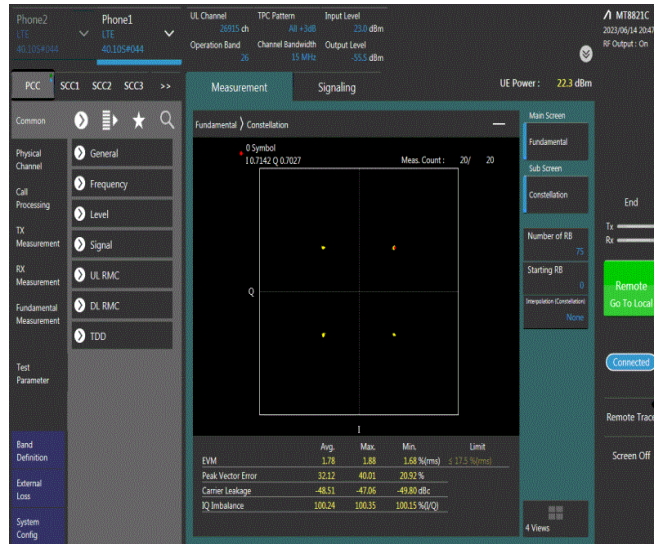 Phone2
LTE
40.10S#044
Phone1
LTE
40.10S#044
UL Channel
26915 ch
TPC Pattern
All +3dB
Input Level
23.0 dBm
Operation Band
26
Channel Bandwidth
15 MHz
Output Level
-55.5 dBm
MT8821C
2023/06/14 20:47
RF Output : On
PCC SCC1 SCC2 SCC3 >>
Measurement
Signaling
UE Power : 22.3 dBm
Common
Physical
Channel
Call
Processing
TX
Measurement
RX
Measurement
Fundamental
Measurement
Test
Parameter
Band
Definition
External
Loss
System
Config
General
Frequency
Level
Signal
UL RMC
DL RMC
TDD
Fundamental 〉 Constellation
0 Symbol
I 0.7142 Q 0.7027
Meas. Count : 20/ 20
Q
I
Avg. Max. Min. Limit
EVM 1.78 1.88 1.68 %(rms) ≤ 17.5 %(rms)
Peak Vector Error 32.12 40.01 20.92 %
Carrier Leakage -48.51 -47.06 -49.80 dBc
IQ Imbalance 100.24 100.35 100.15 %(I/Q)
Main Screen
Fundamental
Sub Screen
Constellation
Number of RB
75
Starting RB
0
Interpolation (Constellation)
None
4 Views
End
Tx
Rx
Remote
Go To Local
Connected
Remote Trace
Screen Off